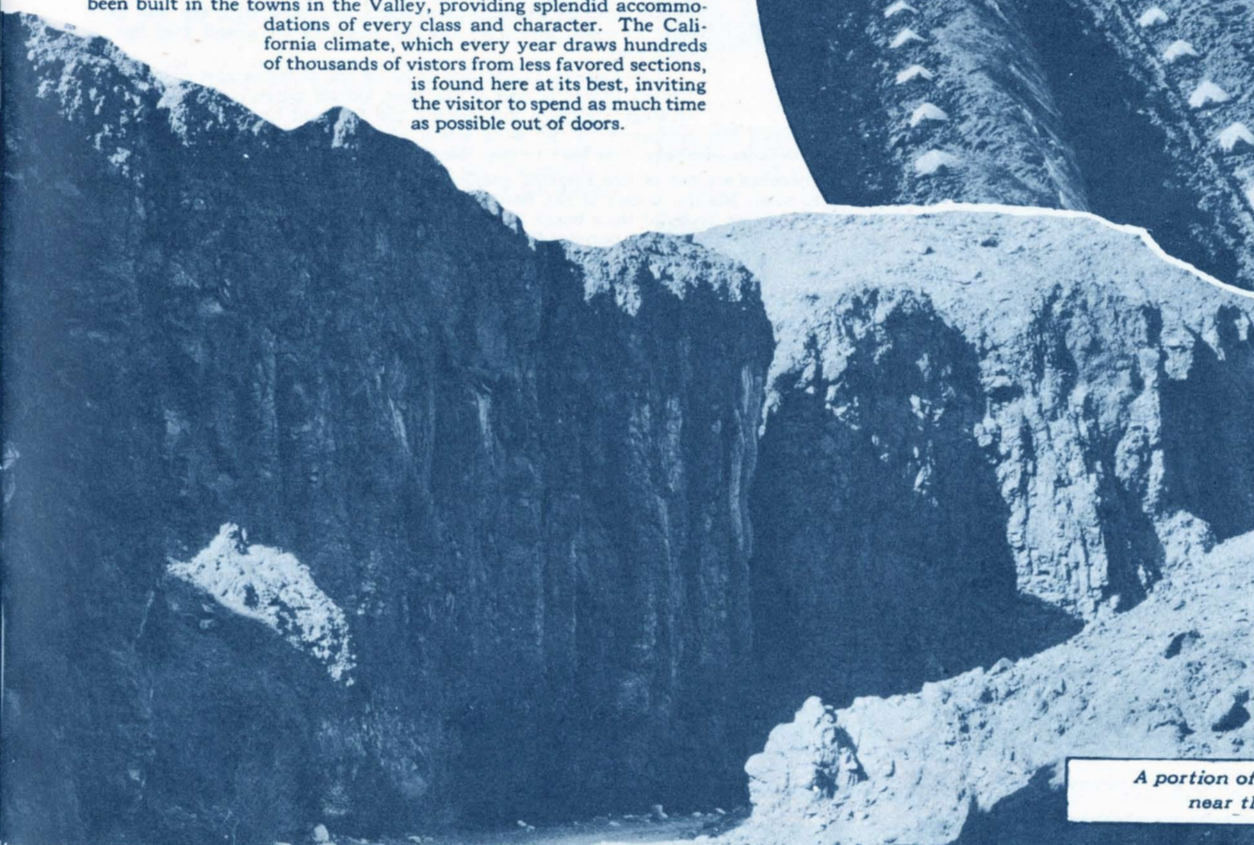 been built in the towns in the Valley, providing splendid accommo-
dations of every class and character. The Cali-
fornia climate, which every year draws hundreds
of thousands of vistors from less favored sections,
is found here at its best, inviting
the visitor to spend as much time
as possible out of doors.
A portion of
near